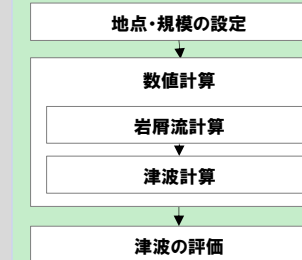 地点・規模の設定
数値計算
岩屑流計算
津波計算
津波の評価